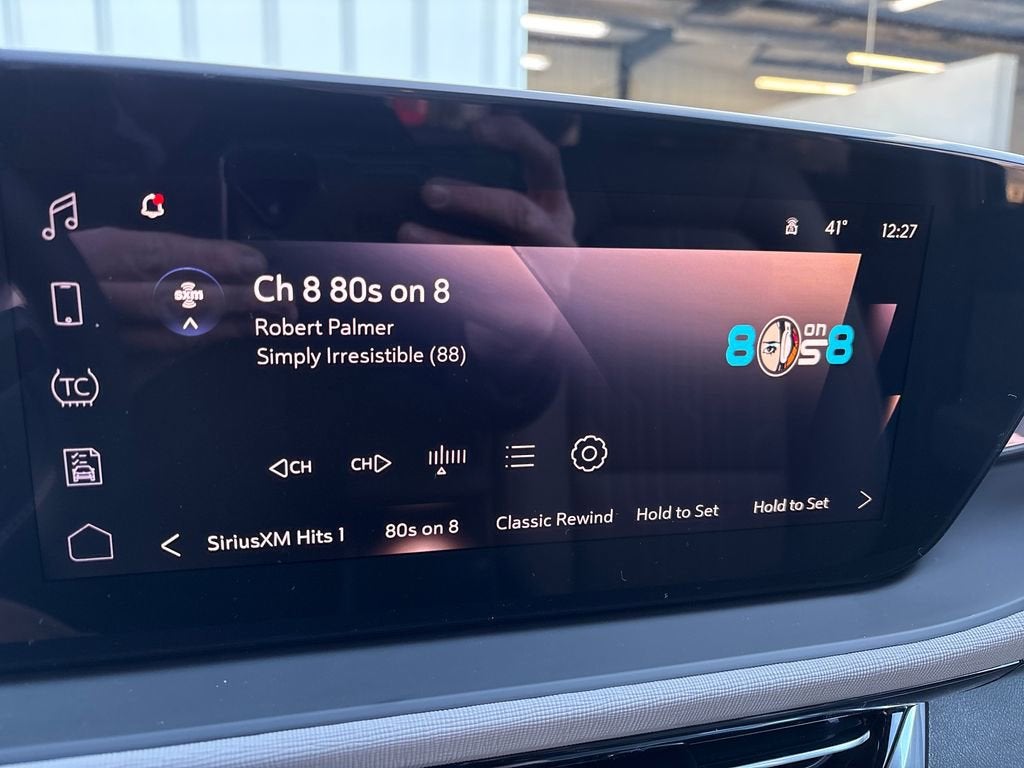 41° 12:27
sxm
Ch 8 80s on 8
Robert Palmer
Simply Irresistible (88)
80s on 8
TC
CH CH
SiriusXM Hits 1 80s on 8 Classic Rewind Hold to Set Hold to Set